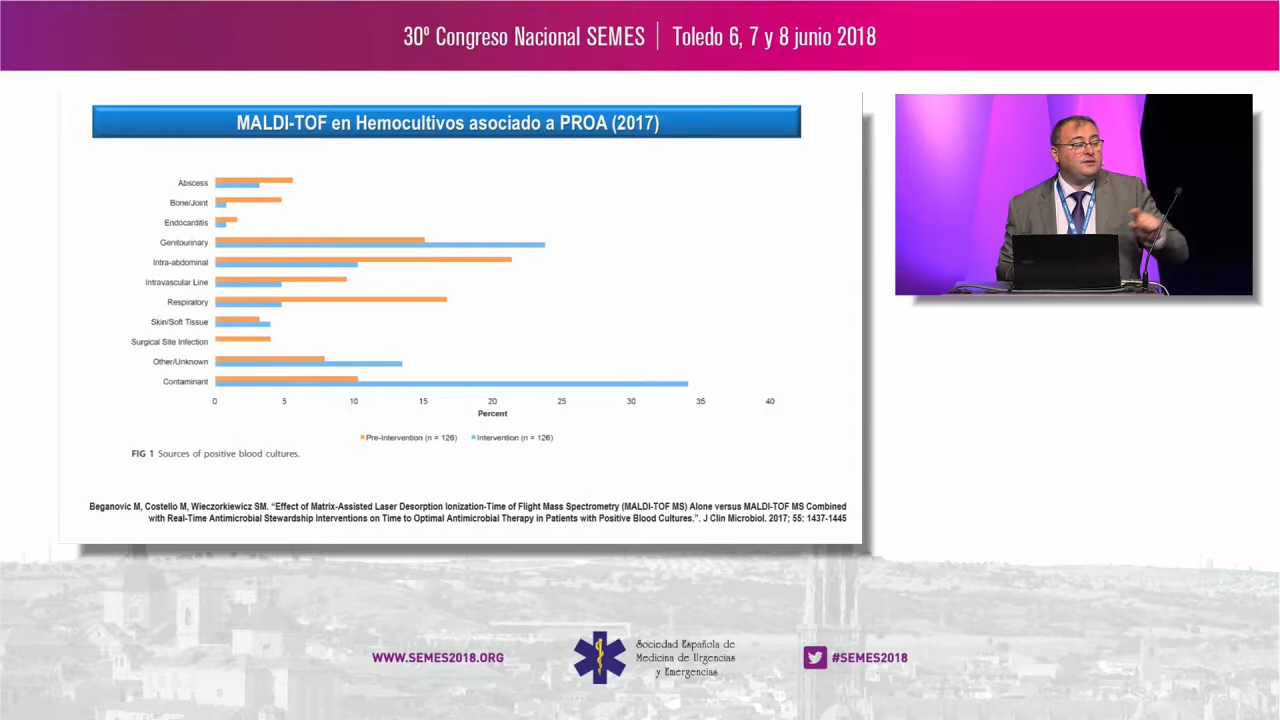 30º Congreso Nacional SEMES | Toledo 6, 7 y 8 junio 2018
MALDI-TOF en Hemocultivos asociado a PROA (2017)
Abscess
Bone/Joint
Endocarditis
Genitourinary
Intra-abdominal
Intravascular Line
Respiratory
Skin/Soft Tissue
Surgical Site Infection
Other/Unknown
Contaminant
0 5 10 15 20 25 30 35 40
Percent
Pre-Intervention (n = 126) Intervention (n = 126)
FIG 1 Sources of positive blood cultures.
Beganovic M, Costello M, Wieczorkiewicz SM. “Effect of Matrix-Assisted Laser Desorption Ionization-Time of Flight Mass Spectrometry (MALDI-TOF MS) Alone versus MALDI-TOF MS Combined
with Real-Time Antimicrobial Stewardship Interventions on Time to Optimal Antimicrobial Therapy in Patients with Positive Blood Cultures.”. J Clin Microbiol. 2017; 55: 1437-1445
WWW.SEMES2018.ORG
Sociedad Española de
Medicina de Urgencias
y Emergencias
#SEMES2018